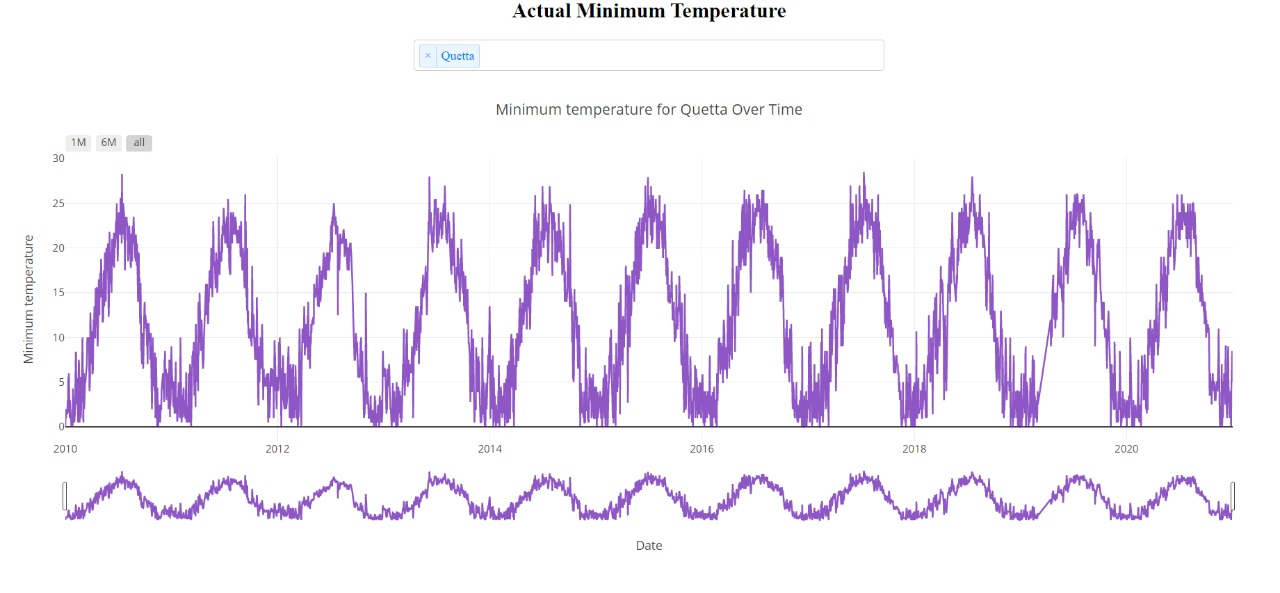 Actual Minimum Temperature
× Quetta
Minimum temperature for Quetta Over Time
1M 6M all
Minimum temperature
30
25
20
15
10
5
0
2010 2012 2014 2016 2018 2020
Date